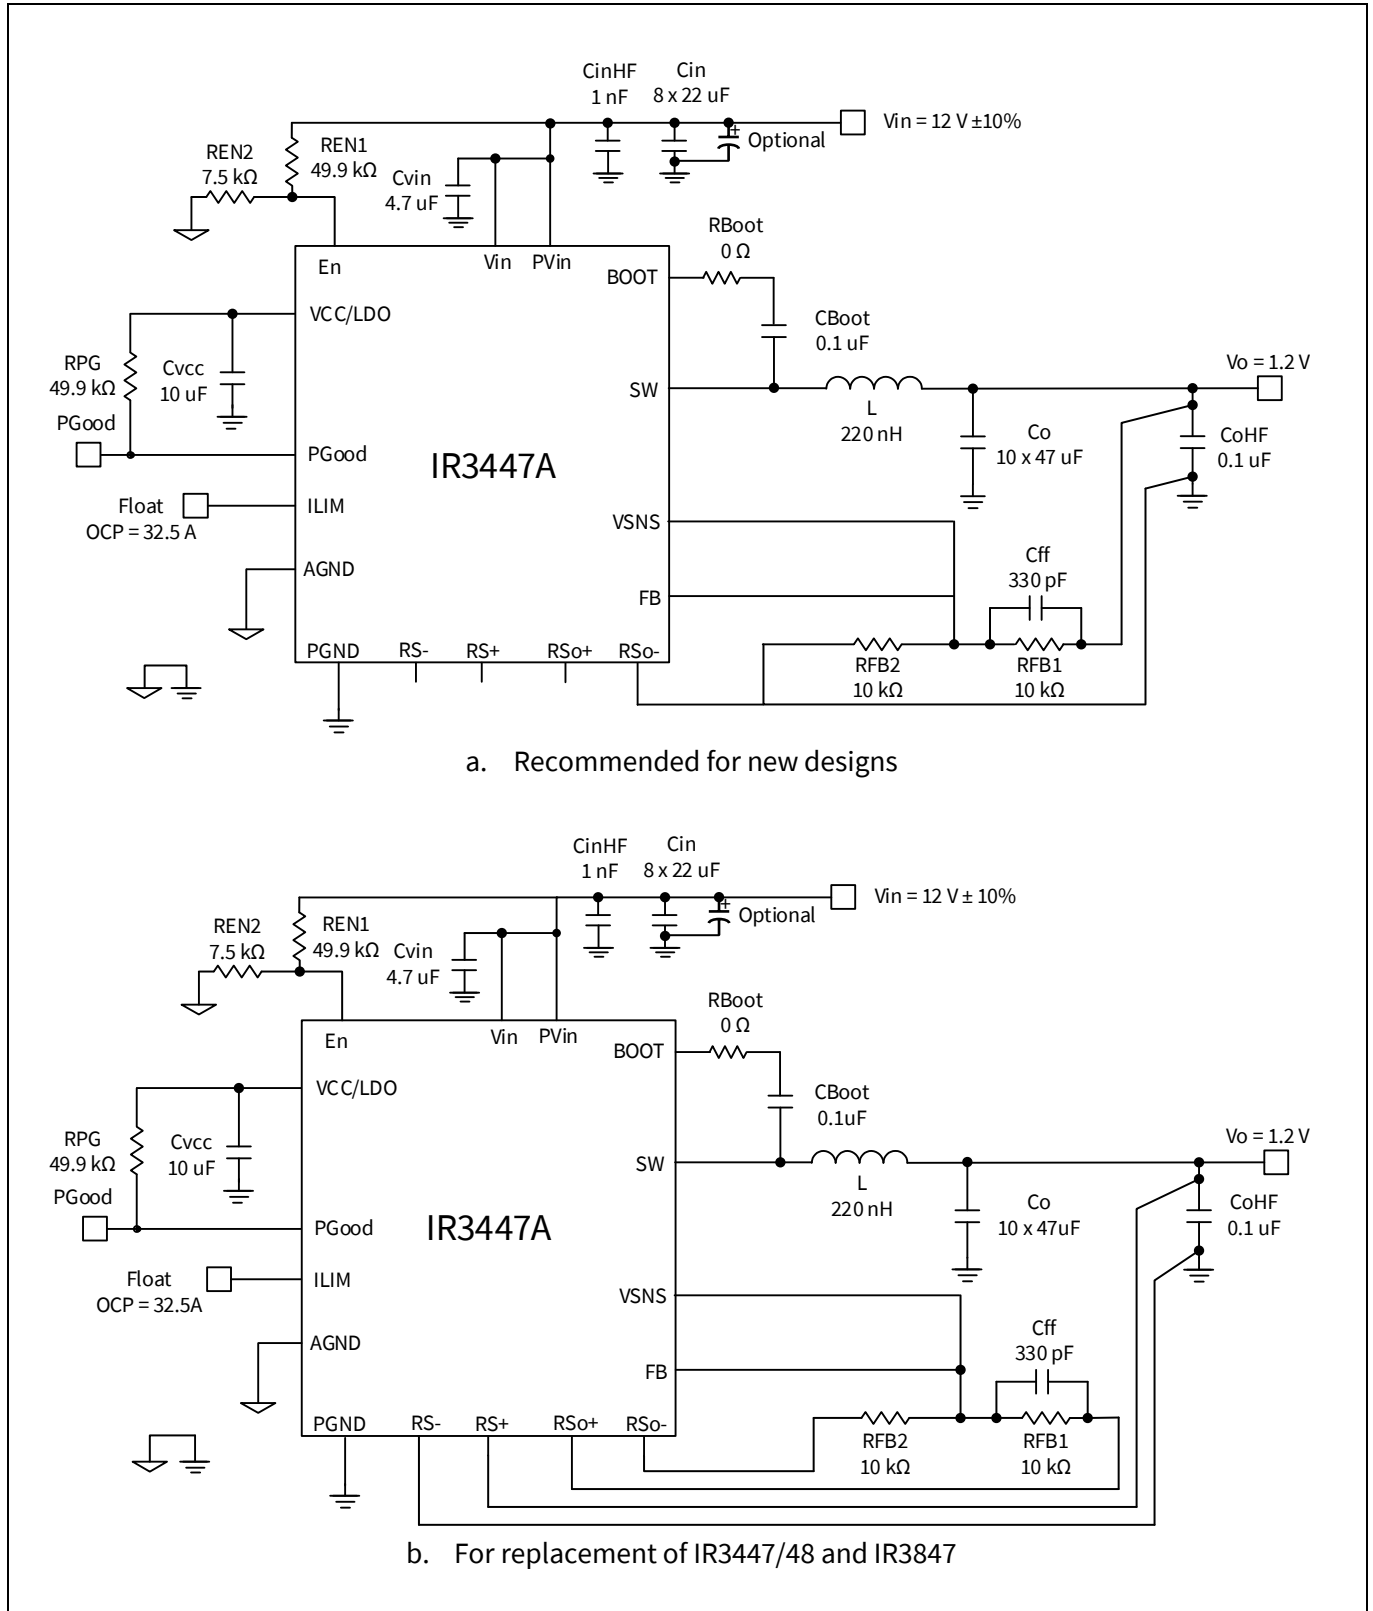 CinHF
1 nF
Cin
8 x 22 uF
Vin = 12 V ±10%
Optional
REN2
7.5 kΩ
REN1
49.9 kΩ
Cvin
4.7 uF
RBoot
0 Ω
En
Vin
PVin
BOOT
VCC/LDO
CBoot
0.1 uF
RPG
49.9 kΩ
Cvcc
10 uF
SW
L
220 nH
Vo = 1.2 V
PGood
PGood
IR3447A
Co
10 x 47 uF
CoHF
0.1 uF
Float
OCP = 32.5 A
ILIM
VSNS
AGND
FB
Cff
330 pF
PGND
RS-
RS+
RSo+
RSo-
RFB2
10 kΩ
RFB1
10 kΩ
a. Recommended for new designs
CinHF
1 nF
Cin
8 x 22 uF
Vin = 12 V ± 10%
Optional
REN2
7.5 kΩ
REN1
49.9 kΩ
Cvin
4.7 uF
RBoot
0 Ω
En
Vin
PVin
BOOT
VCC/LDO
CBoot
0.1uF
RPG
49.9 kΩ
Cvcc
10 uF
SW
L
220 nH
Vo = 1.2 V
PGood
PGood
IR3447A
Co
10 x 47uF
CoHF
0.1 uF
Float
OCP = 32.5A
ILIM
VSNS
AGND
FB
Cff
330 pF
PGND
RS-
RS+
RSo+
RSo-
RFB2
10 kΩ
RFB1
10 kΩ
b. For replacement of IR3447/48 and IR3847